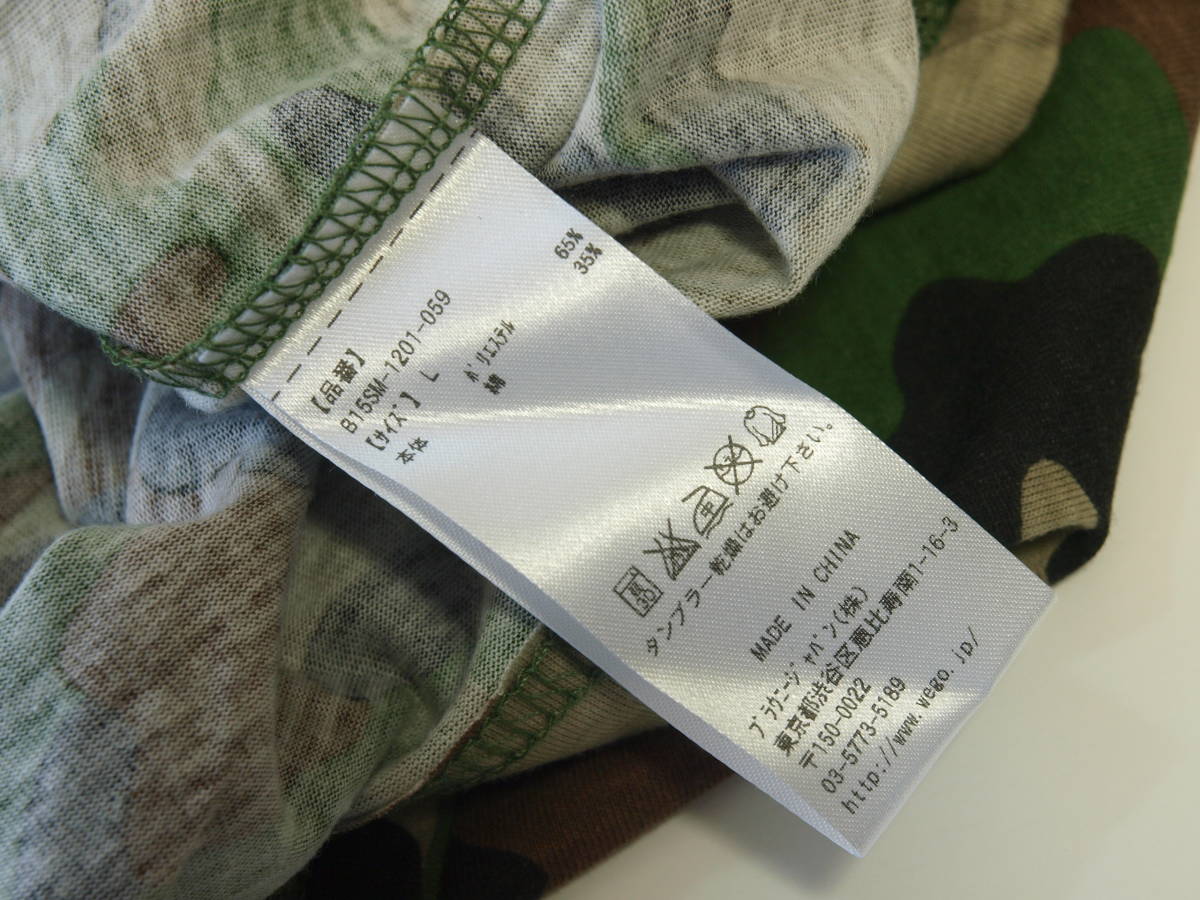 【品番】
B15SM-1201-059
【サイズ】 L
本体 ポリエステル 65%
綿 35%
タンブラー乾燥はお避け下さい。
MADE IN CHINA
ブラウニージャパン(株)
東京都渋谷区恵比寿南1-16-3
〒150-0022
03-5773-5189
http://www.wego.jp/